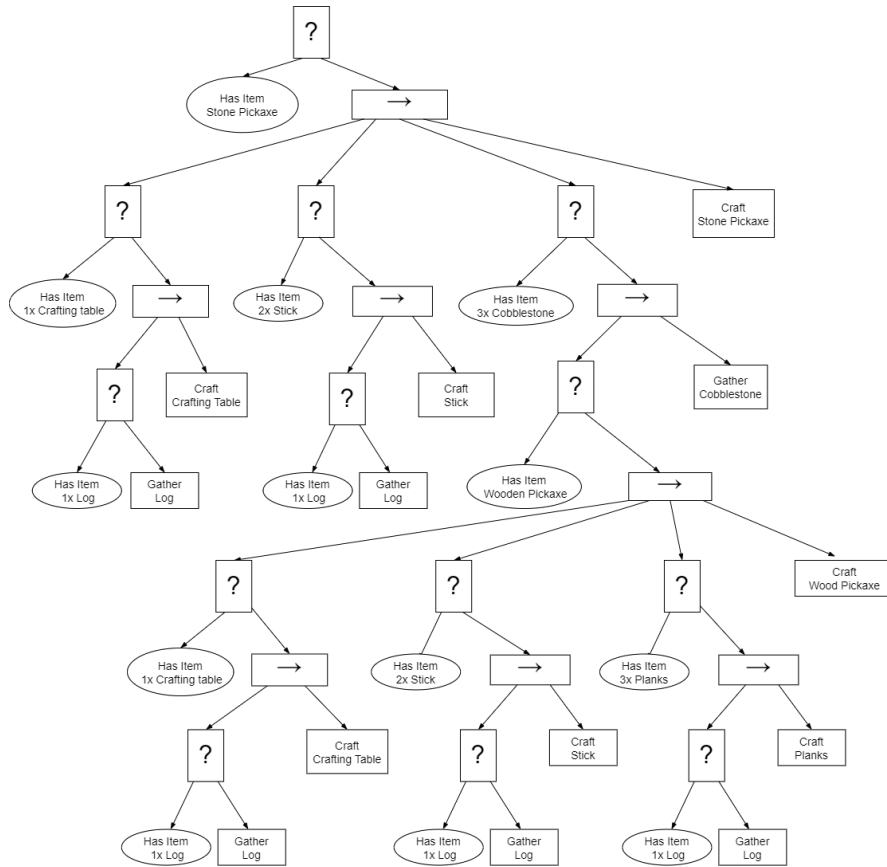 ?
Has Item
Stone Pickaxe
→
?
?
?
Craft
Stone Pickaxe
Has Item
1x Crafting table
→
Has Item
2x Stick
→
Has Item
3x Cobblestone
→
?
Craft
Crafting Table
?
Craft
Stick
?
Gather
Cobblestone
Has Item
1x Log
Gather
Log
Has Item
1x Log
Gather
Log
Has Item
Wooden Pickaxe
→
?
?
?
Craft
Wood Pickaxe
Has Item
1x Crafting table
→
Has Item
2x Stick
→
Has Item
3x Planks
→
?
Craft
Crafting Table
?
Craft
Stick
?
Craft
Planks
Has Item
1x Log
Gather
Log
Has Item
1x Log
Gather
Log
Has Item
1x Log
Gather
Log